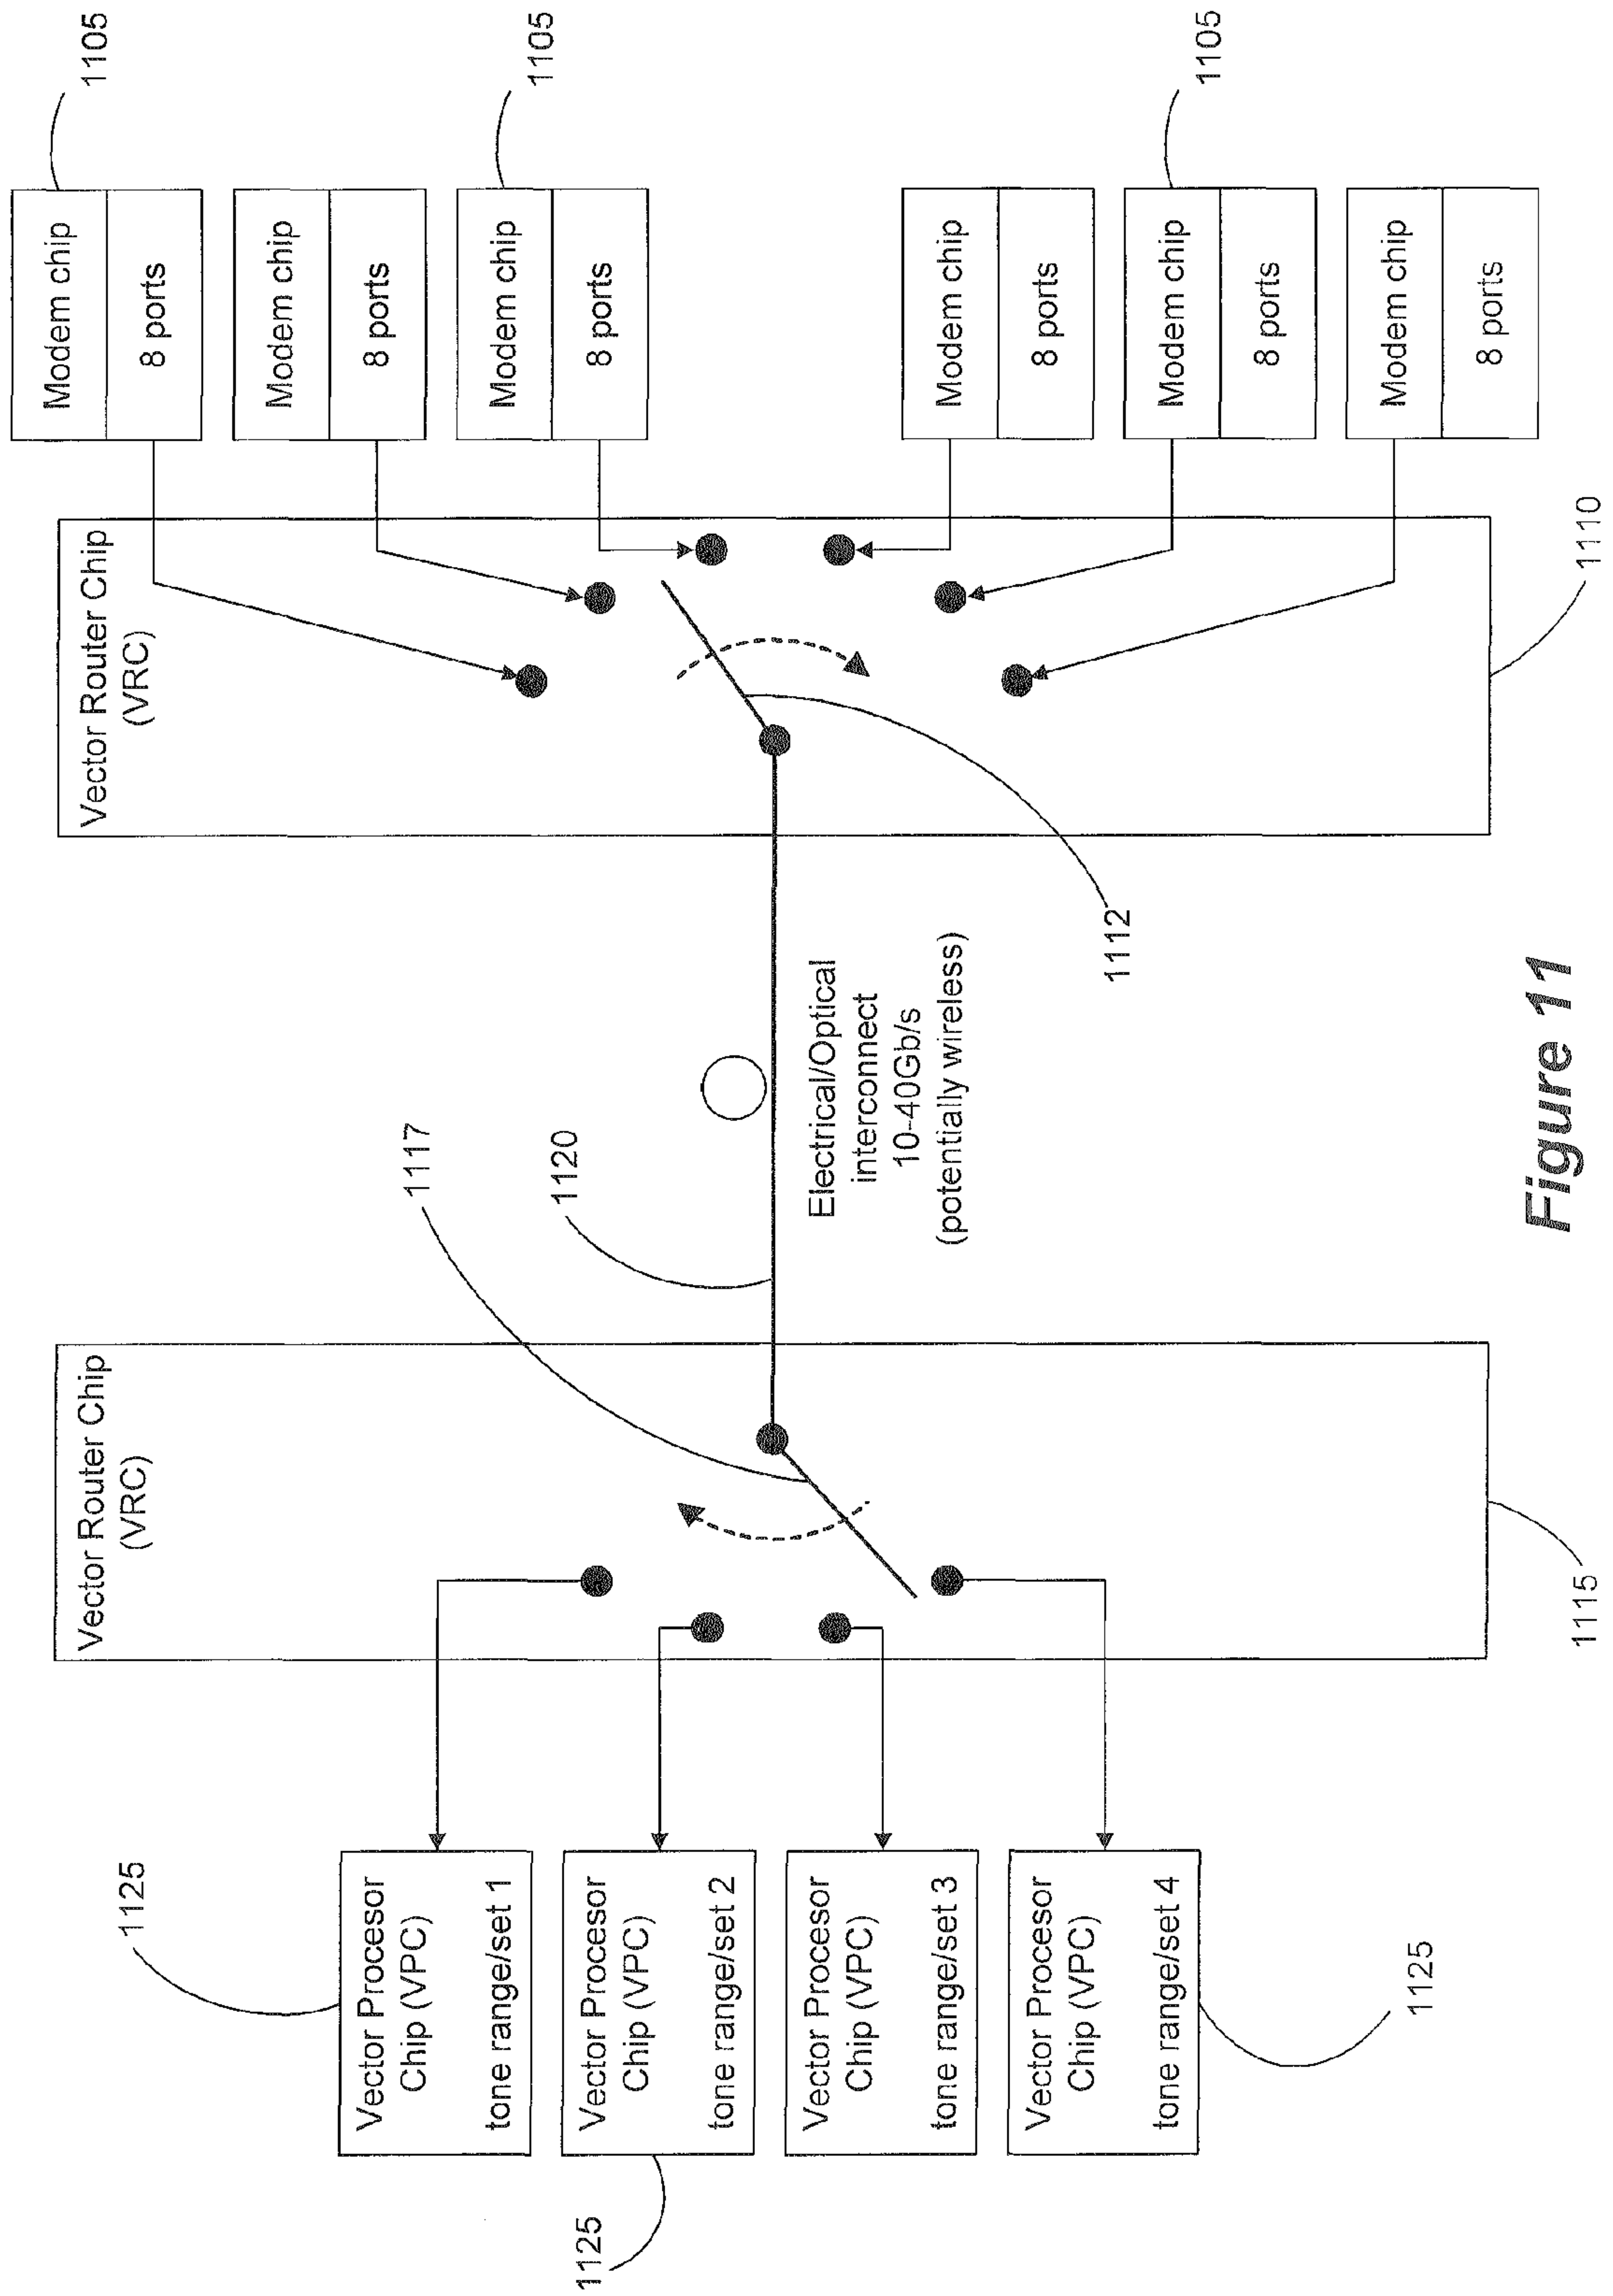 1105
1105
1105
Modem chip
8 ports
Modem chip
8 ports
Modem chip
8 ports
Modem chip
8 ports
Modem chip
8 ports
Modem chip
8 ports
Vector Router Chip
(VRC)
1110
1112
Electrical/Optical
interconnect
10-40Gb/s
(potentially wireless)
1117
1120
Vector Router Chip
(VRC)
1115
1125
Vector Procesor
Chip (VPC)
tone range/set 1
Vector Procesor
Chip (VPC)
tone range/set 2
Vector Procesor
Chip (VPC)
tone range/set 3
Vector Procesor
Chip (VPC)
tone range/set 4
1125
1125
Figure 11